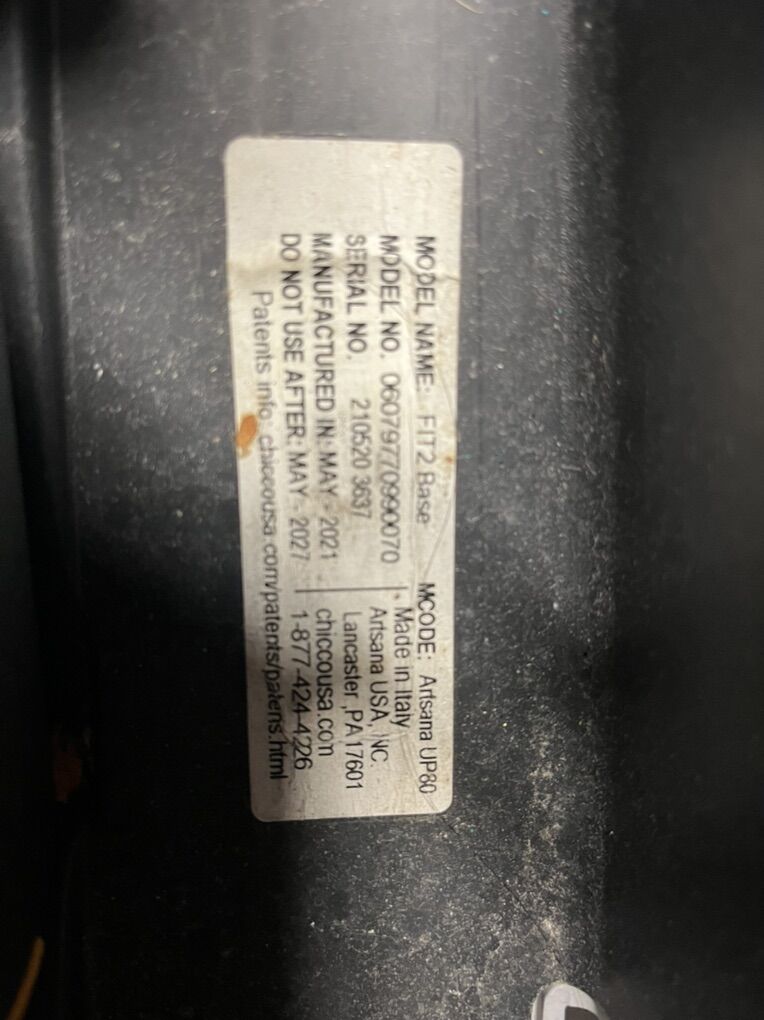 MODEL NAME: FIT2 Base MCODE: Artsana UP80
MODEL NO. 06079770990070
SERIAL NO. 210520 3637
MANUFACTURED IN: MAY - 2021
DO NOT USE AFTER: MAY - 2027
Made in Italy
Artsana USA, INC.
Lancaster ,PA 17601
chiccousa.com
1-877-424-4226
Patents info: chiccousa.com/patents/patens.html